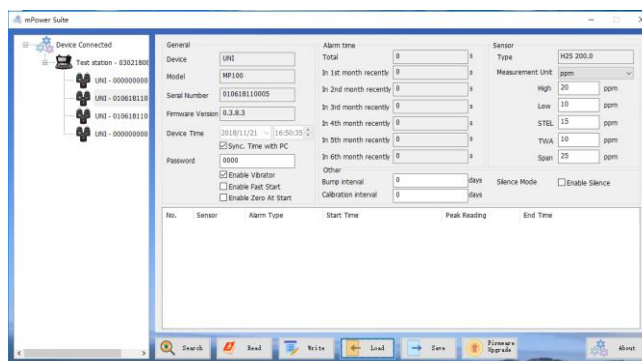 mPower Suite
Device Connected
Test station - 03021808
UNI - 000000000
UNI - 010618110
UNI - 010618110
UNI - 000000000
General
Device UNI
Model MP100
Serial Number 010618110005
Firmware Version 0.3.8.3
Device Time 2018/11/21 16:50:35
Sync. Time with PC
Password 0000
Enable Vibrator
Enable Fast Start
Enable Zero At Start
Alarm time
Total 0 s
In 1st month recently 0 s
In 2nd month recently 0 s
In 3rd month recently 0 s
In 4th month recently 0 s
In 5th month recently 0 s
In 6th month recently 0 s
Other
Bump interval 0 days
Calibration interval 0 days
Sensor
Type H2S 200.0
Measurement Unit ppm
High 20 ppm
Low 10 ppm
STEL 15 ppm
TWA 10 ppm
Span 25 ppm
Silence Mode Enable Silence
No. Sensor Alarm Type Start Time Peak Reading End Time
Search Read Write Load Save Firmware Upgrade About